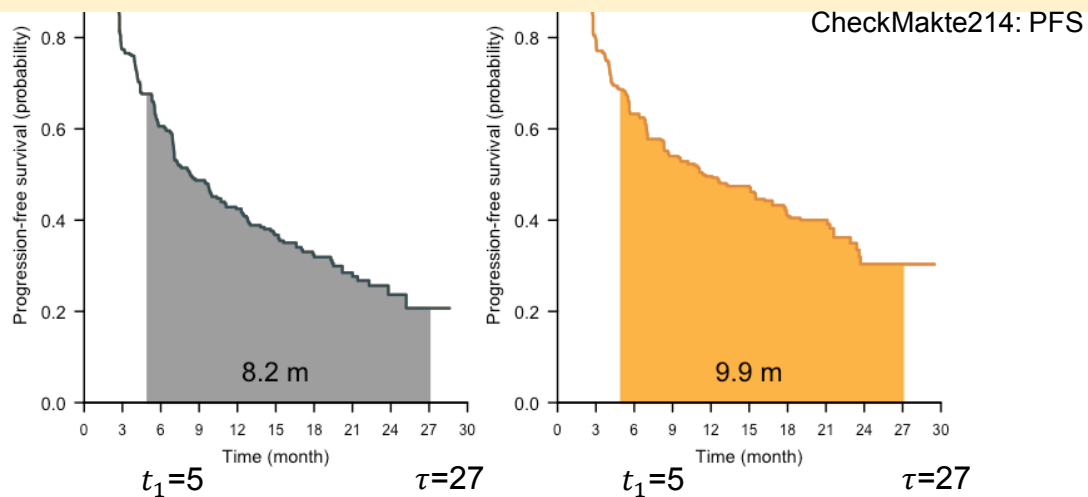 CheckMakte214: PFS
Progression-free survival (probability)
0.8
0.6
0.4
0.2
0.0
8.2 m
0 3 6 9 12 15 18 21 24 27 30
Time (month)
t₁=5 τ=27
Progression-free survival (probability)
0.8
0.6
0.4
0.2
0.0
9.9 m
0 3 6 9 12 15 18 21 24 27 30
Time (month)
t₁=5 τ=27